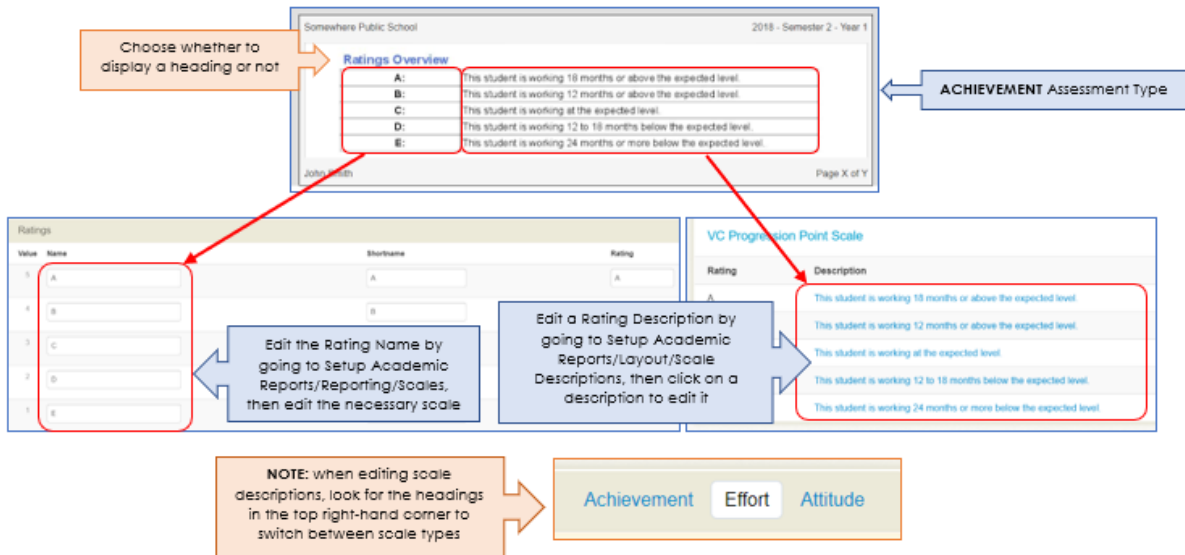 Somewhere Public School
2018 - Semester 2 - Year 1
Choose whether to
display a heading or not
Ratings Overview
A: This student is working 18 months or above the expected level.
B: This student is working 12 months or above the expected level.
C: This student is working at the expected level.
D: This student is working 12 to 18 months below the expected level.
E: This student is working 24 months or more below the expected level.
ACHIEVEMENT Assessment Type
John Smith
Page X of Y
Ratings
Value Name Shortname Rating
5 A A A
4 B B
3 C
2 D
1 E
Edit the Rating Name by
going to Setup Academic
Reports/Reporting/Scales,
then edit the necessary scale
VC Progression Point Scale
Rating Description
A This student is working 18 months or above the expected level.
This student is working 12 months or above the expected level.
This student is working at the expected level
This student is working 12 to 18 months below the expected level.
This student is working 24 months or more below the expected level
Edit a Rating Description by
going to Setup Academic
Reports/Layout/Scale
Descriptions, then click on a
description to edit it
NOTE: when editing scale
descriptions, look for the headings
in the top right-hand corner to
switch between scale types
Achievement Effort Attitude